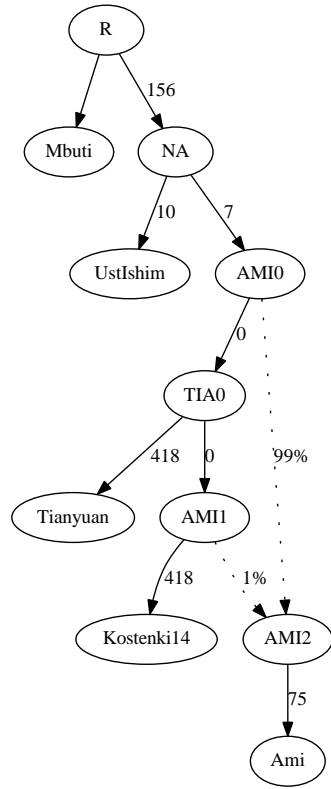 R
156
Mbuti
NA
10
7
UstIshim
AMI0
0
TIA0
418
0
99%
Tianyuan
AMI1
418
1%
Kostenki14
AMI2
75
Ami